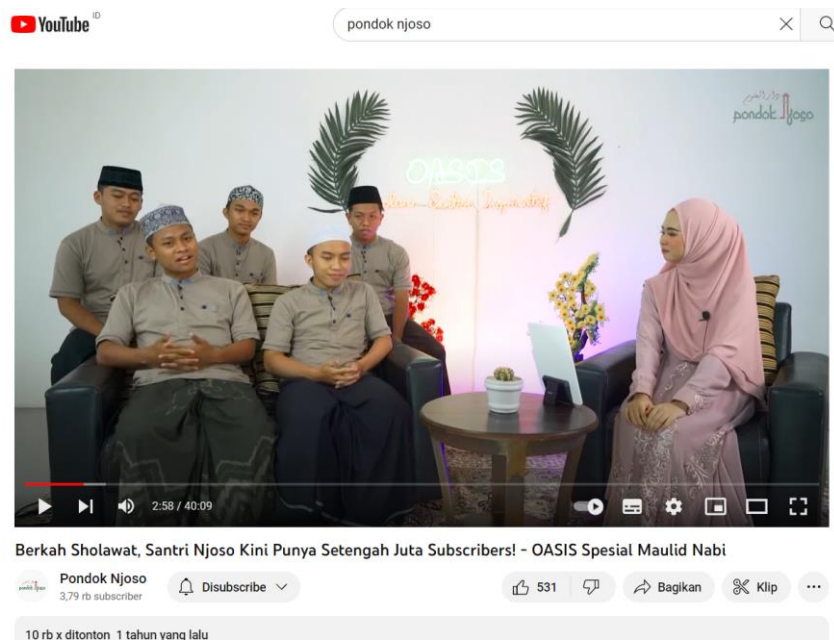 YouTube ID
pondok njoso
pondok Njoso
OASIS
2:58 / 40:09
Berkah Sholawat, Santri Njoso Kini Punya Setengah Juta Subscribers! - OASIS Spesial Maulid Nabi
Pondok Njoso
3,79 rb subscriber
Disubscribe
531
Bagikan
Klip
10 rb x ditonton 1 tahun yang lalu